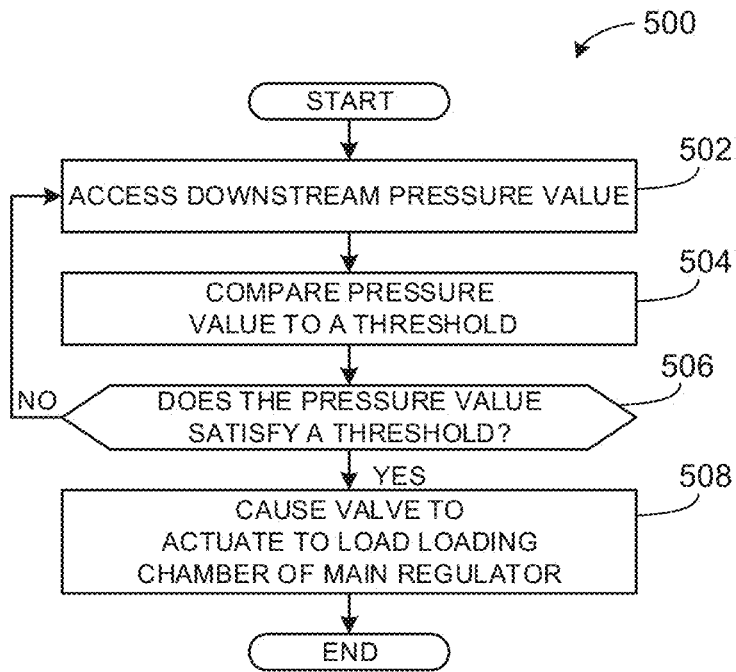 500
START
502
ACCESS DOWNSTREAM PRESSURE VALUE
504
COMPARE PRESSURE
VALUE TO A THRESHOLD
506
NO
DOES THE PRESSURE VALUE
SATISFY A THRESHOLD?
YES
508
CAUSE VALVE TO
ACTUATE TO LOAD LOADING
CHAMBER OF MAIN REGULATOR
END